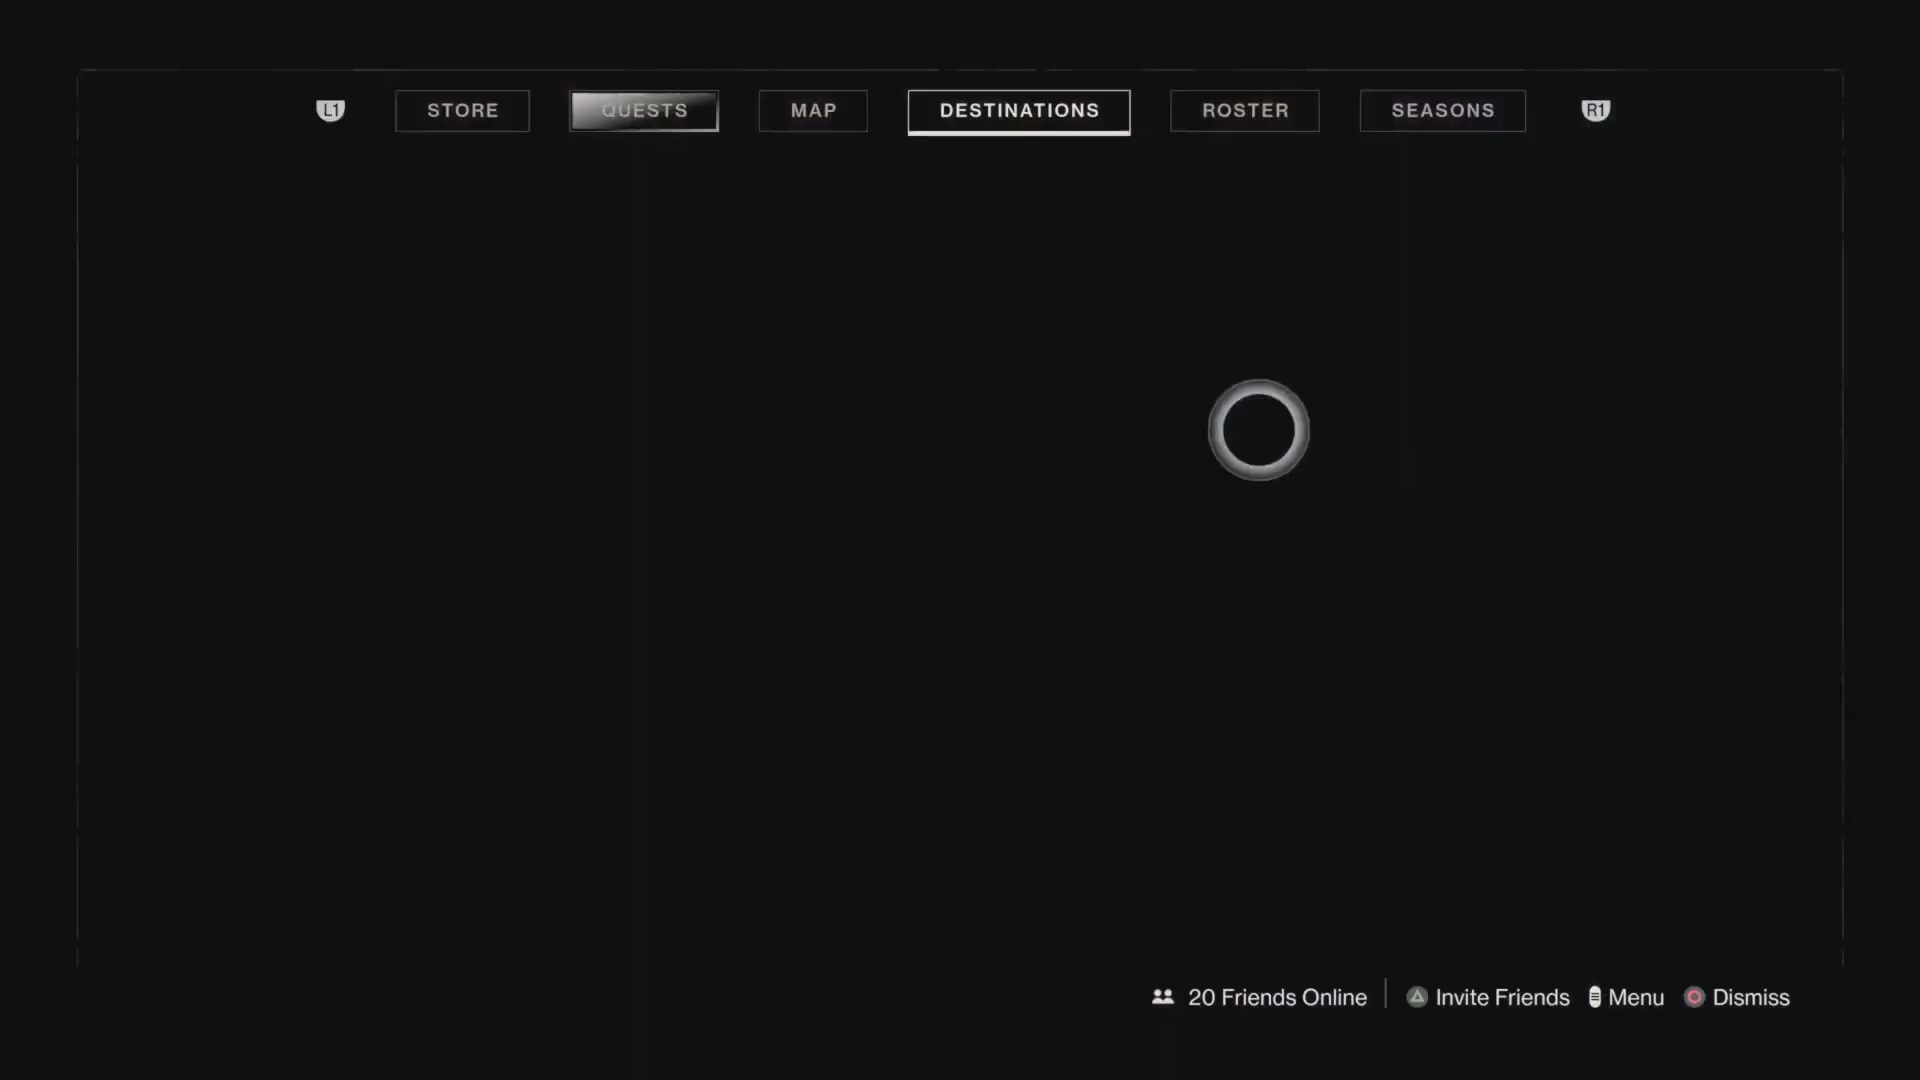 L1 STORE QUESTS MAP DESTINATIONS ROSTER SEASONS R1
20 Friends Online Invite Friends Menu Dismiss